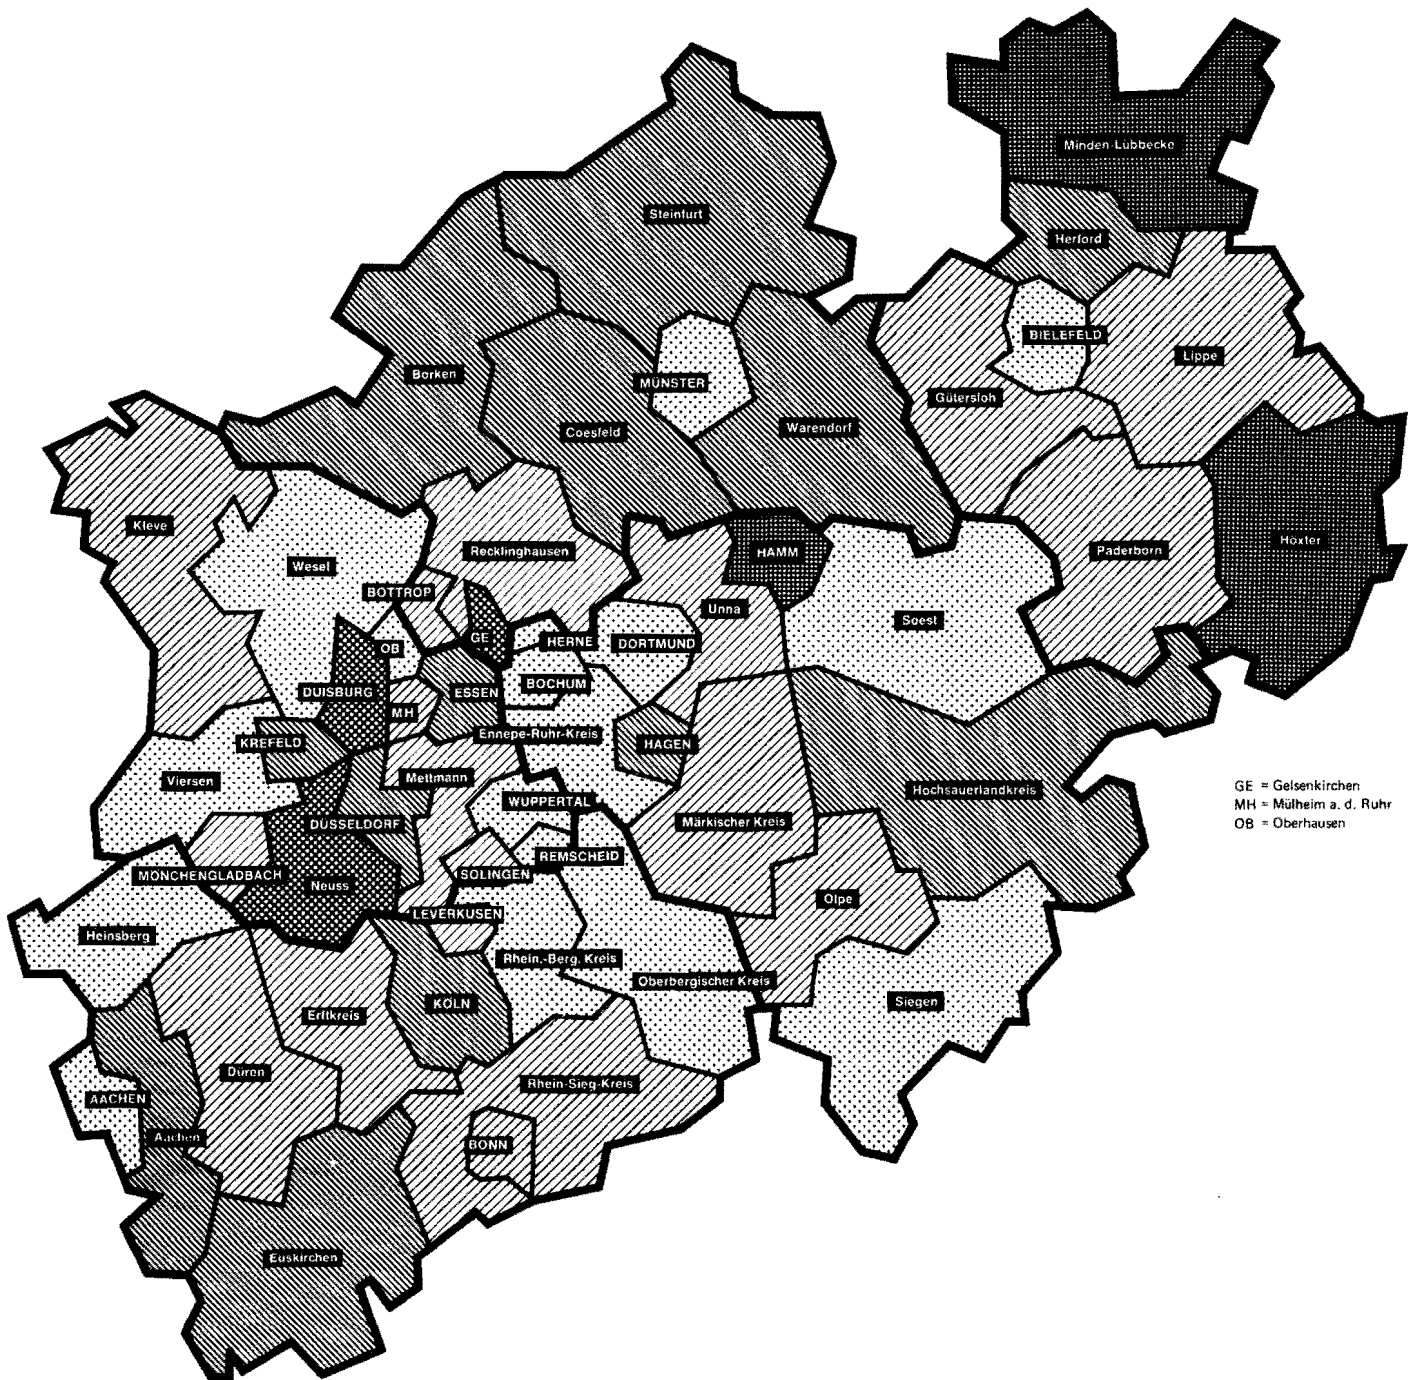 Minden-Lübbecke
Steinfurt
Herford
BIELEFELD
Lippe
Borken
MÜNSTER
Gütersloh
Coesfeld
Warendorf
Kleve
Höxter
Recklinghausen
HAMM
Paderborn
Wesel
BOTTROP
Unna
Soest
GE
HERNE
DORTMUND
OB
BOCHUM
DUISBURG
ESSEN
MH
Ennepe-Ruhr-Kreis
KREFELD
HAGEN
Viersen
Mettmann
Hochsauerlandkreis
GE = Gelsenkirchen
MH = Mülheim a. d. Ruhr
OB = Oberhausen
WUPPERTAL
DÜSSELDORF
Märkischer Kreis
REMSCHEID
MÖNCHENGLADBACH
SOLINGEN
Neuss
Olpe
LEVERKUSEN
Heinsberg
Rhein.-Berg. Kreis
Oberbergischer Kreis
Siegen
Erftkreis
KÖLN
Düren
Rhein-Sieg-Kreis
AACHEN
Aachen
BONN
Euskirchen